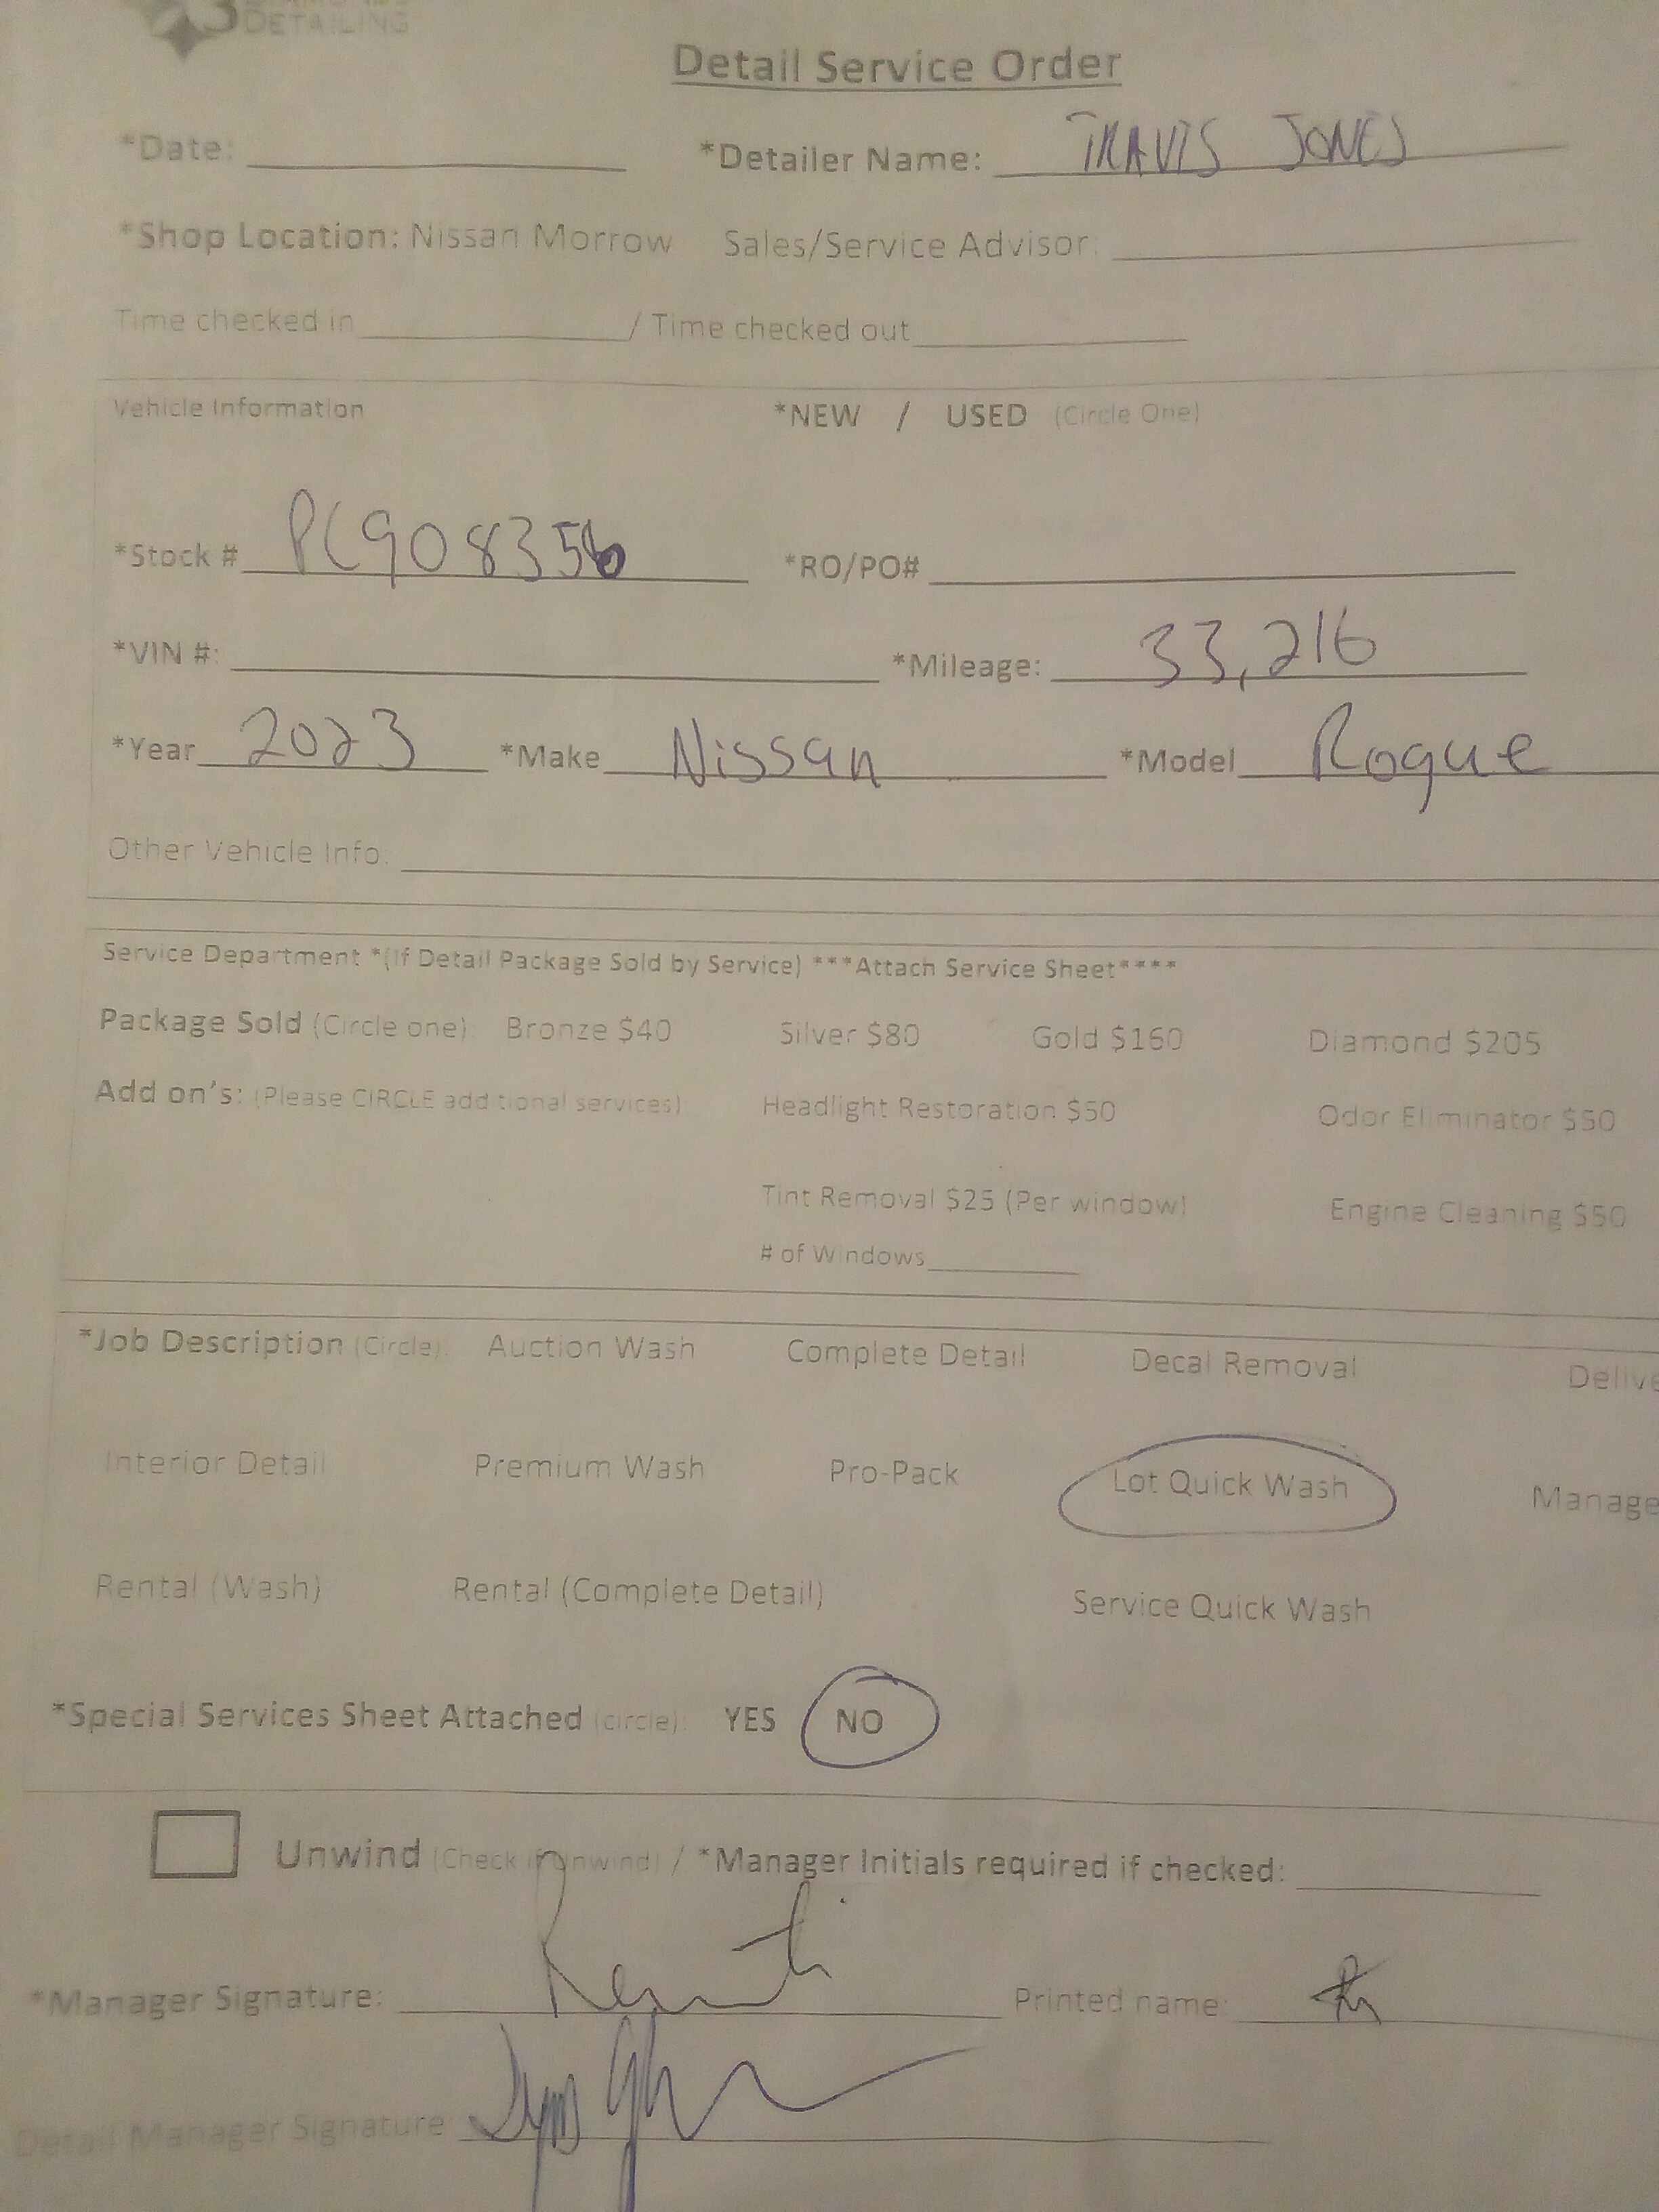 DETAILING
Detail Service Order
*Date: *Detailer Name: TRAVIS JONES
*Shop Location: Nissan Morrow Sales/Service Advisor:
Time checked in / Time checked out
Vehicle Information *NEW / USED (Circle One)
*Stock # PC908356 *RO/PO#
*VIN #: *Mileage: 33,216
*Year 2023 *Make Nissan *Model Rogue
Other Vehicle Info:
Service Department *(If Detail Package Sold by Service) ***Attach Service Sheet****
Package Sold (Circle one): Bronze $40 Silver $80 Gold $160 Diamond $205
Add on's: (Please CIRCLE additional services) Headlight Restoration $50 Odor Eliminator $50
Tint Removal $25 (Per window) Engine Cleaning $50
# of Windows
*Job Description (Circle): Auction Wash Complete Detail Decal Removal Delive
Interior Detail Premium Wash Pro-Pack Lot Quick Wash Manage
Rental (Wash) Rental (Complete Detail) Service Quick Wash
*Special Services Sheet Attached (circle): YES NO
Unwind (Check if unwind) / *Manager Initials required if checked:
*Manager Signature: Printed name:
Detail Manager Signature